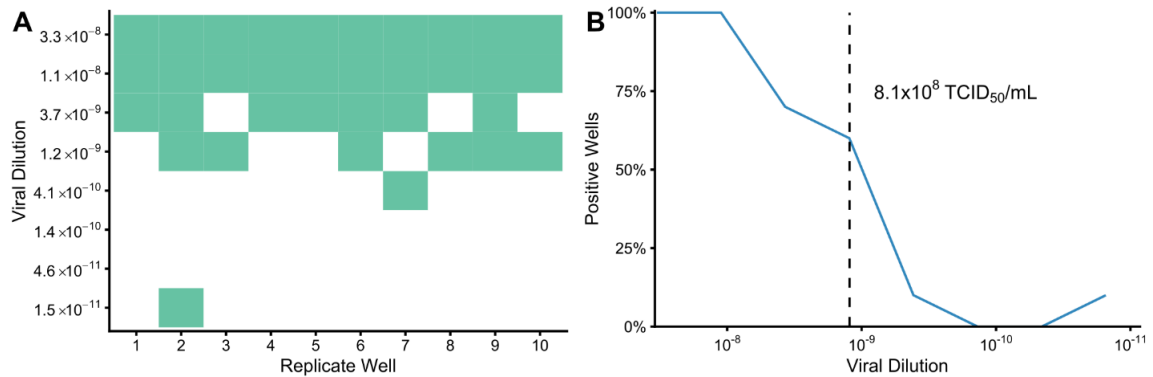 A
Viral Dilution
3.3 ×10⁻⁸
1.1 ×10⁻⁸
3.7 ×10⁻⁹
1.2 ×10⁻⁹
4.1 ×10⁻¹⁰
1.4 ×10⁻¹⁰
4.6 ×10⁻¹¹
1.5 ×10⁻¹¹
1 2 3 4 5 6 7 8 9 10
Replicate Well
B
Positive Wells
100%
75%
50%
25%
0%
8.1x10⁸ TCID₅₀/mL
10⁻⁸ 10⁻⁹ 10⁻¹⁰ 10⁻¹¹
Viral Dilution